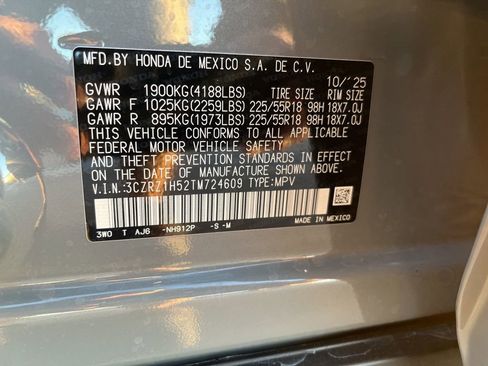 MFD.BY HONDA DE MEXICO S.A. DE C.V.
10/'25
GVWR 1900KG(4188LBS) TIRE SIZE RIM SIZE
GAWR F 1025KG(2259LBS) 225/55R18 98H 18X7.0J
GAWR R 895KG(1973LBS) 225/55R18 98H 18X7.0J
THIS VEHICLE CONFORMS TO ALL APPLICABLE
FEDERAL MOTOR VEHICLE SAFETY
AND THEFT PREVENTION STANDARDS IN EFFECT
ON THE DATE OF MANUFACTURE SHOWN ABOVE.
V.I.N.:3CZRZ1H52TM724609 TYPE:MPV
MADE IN MEXICO
3W0 T AJ6 -NH912P -S -M